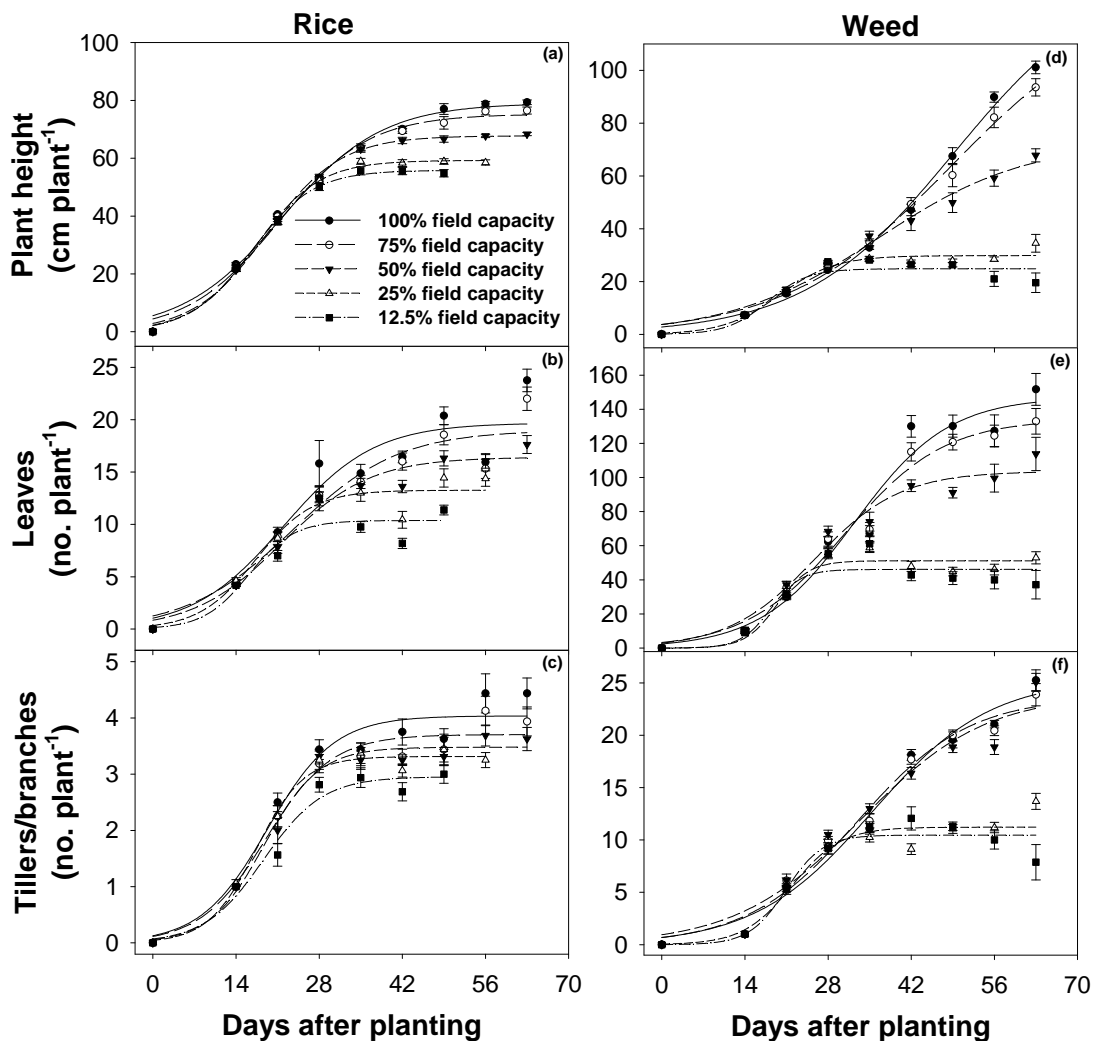 Rice
Weed
Plant height
(cm plant-1)
100
80
60
40
20
0
(a)
100% field capacity
75% field capacity
50% field capacity
25% field capacity
12.5% field capacity
100
80
60
40
20
0
(d)
Leaves
(no. plant-1)
25
20
15
10
5
0
(b)
160
140
120
100
80
60
40
20
0
(e)
Tillers/branches
(no. plant-1)
5
4
3
2
1
0
(c)
25
20
15
10
5
0
(f)
0 14 28 42 56 70
0 14 28 42 56 70
Days after planting
Days after planting